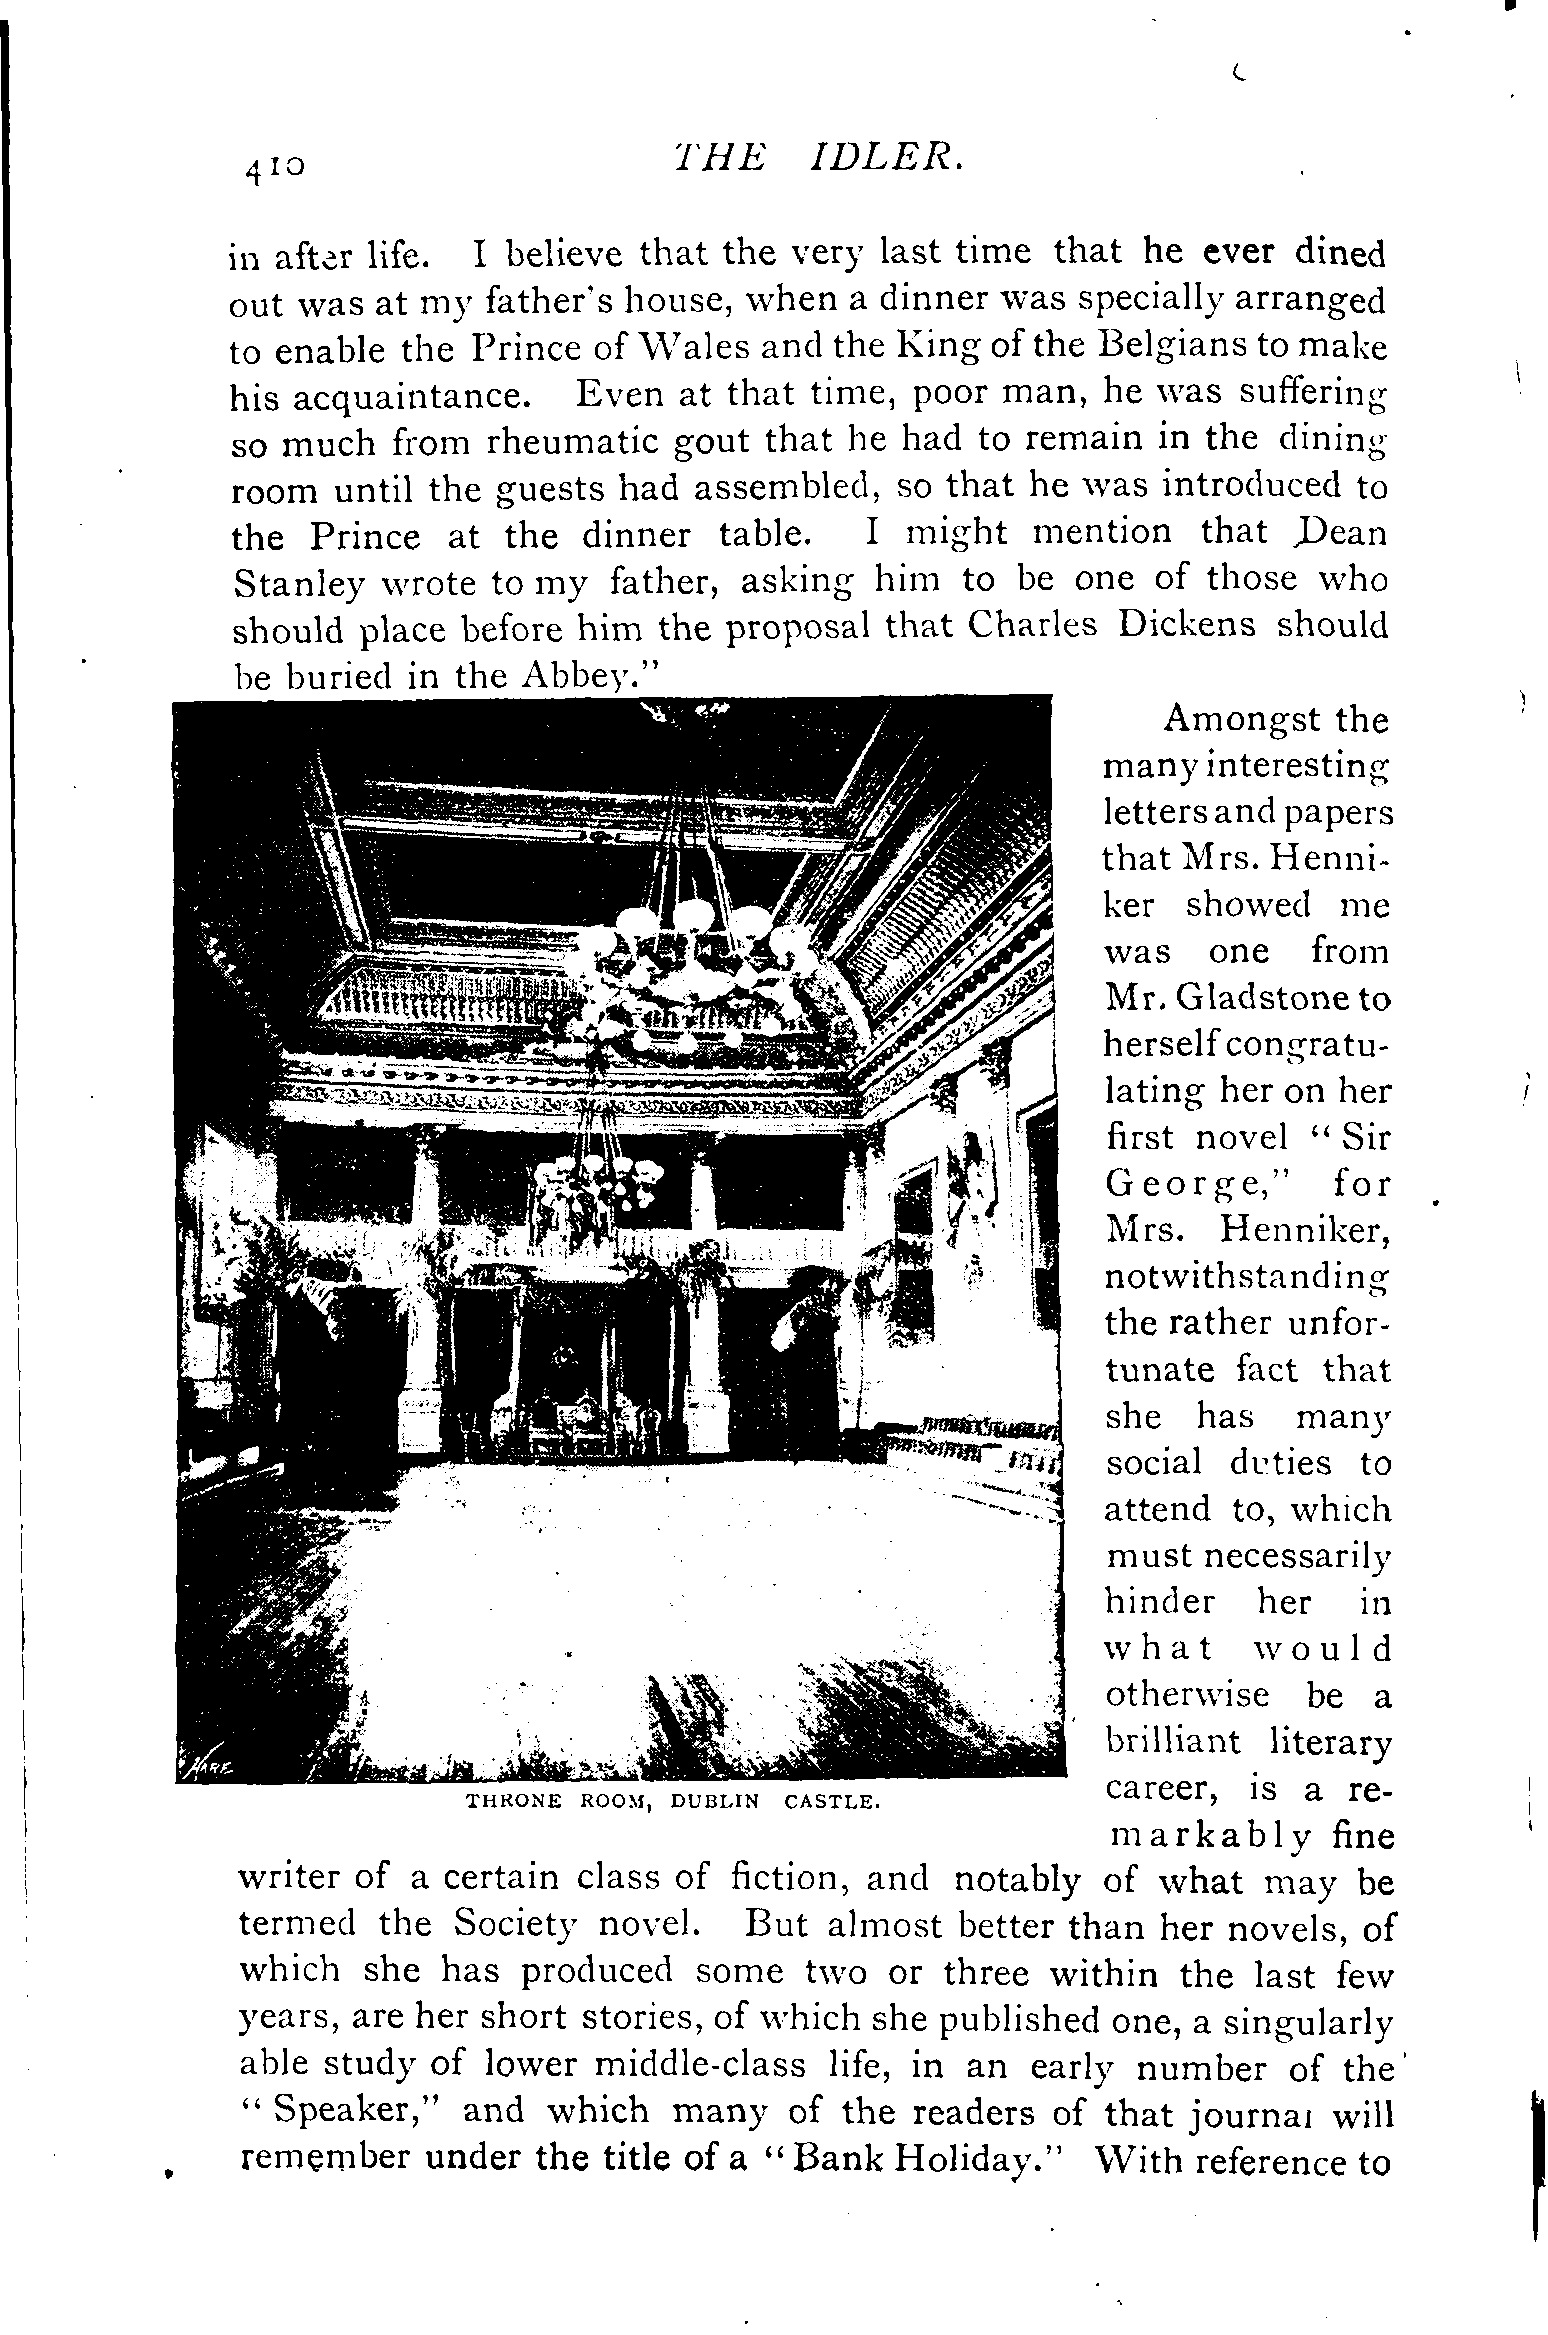 410 THE IDLER.
in after life. I believe that the very last time that he ever dined
out was at my father's house, when a dinner was specially arranged
to enable the Prince of Wales and the King of the Belgians to make
his acquaintance. Even at that time, poor man, he was suffering
so much from rheumatic gout that he had to remain in the dining
room until the guests had assembled, so that he was introduced to
the Prince at the dinner table. I might mention that Dean
Stanley wrote to my father, asking him to be one of those who
should place before him the proposal that Charles Dickens should
be buried in the Abbey."
Amongst the
many interesting
letters and papers
that Mrs. Henni-
ker showed me
was one from
Mr. Gladstone to
herself congratu-
lating her on her
first novel "Sir
George," for
Mrs. Henniker,
notwithstanding
the rather unfor-
tunate fact that
she has many
social duties to
attend to, which
must necessarily
hinder her in
what would
otherwise be a
brilliant literary
career, is a re-
markably fine
HARE
THRONE ROOM, DUBLIN CASTLE.
writer of a certain class of fiction, and notably of what may be
termed the Society novel. But almost better than her novels, of
which she has produced some two or three within the last few
years, are her short stories, of which she published one, a singularly
able study of lower middle-class life, in an early number of the
"Speaker," and which many of the readers of that journal will
remember under the title of a "Bank Holiday." With reference to